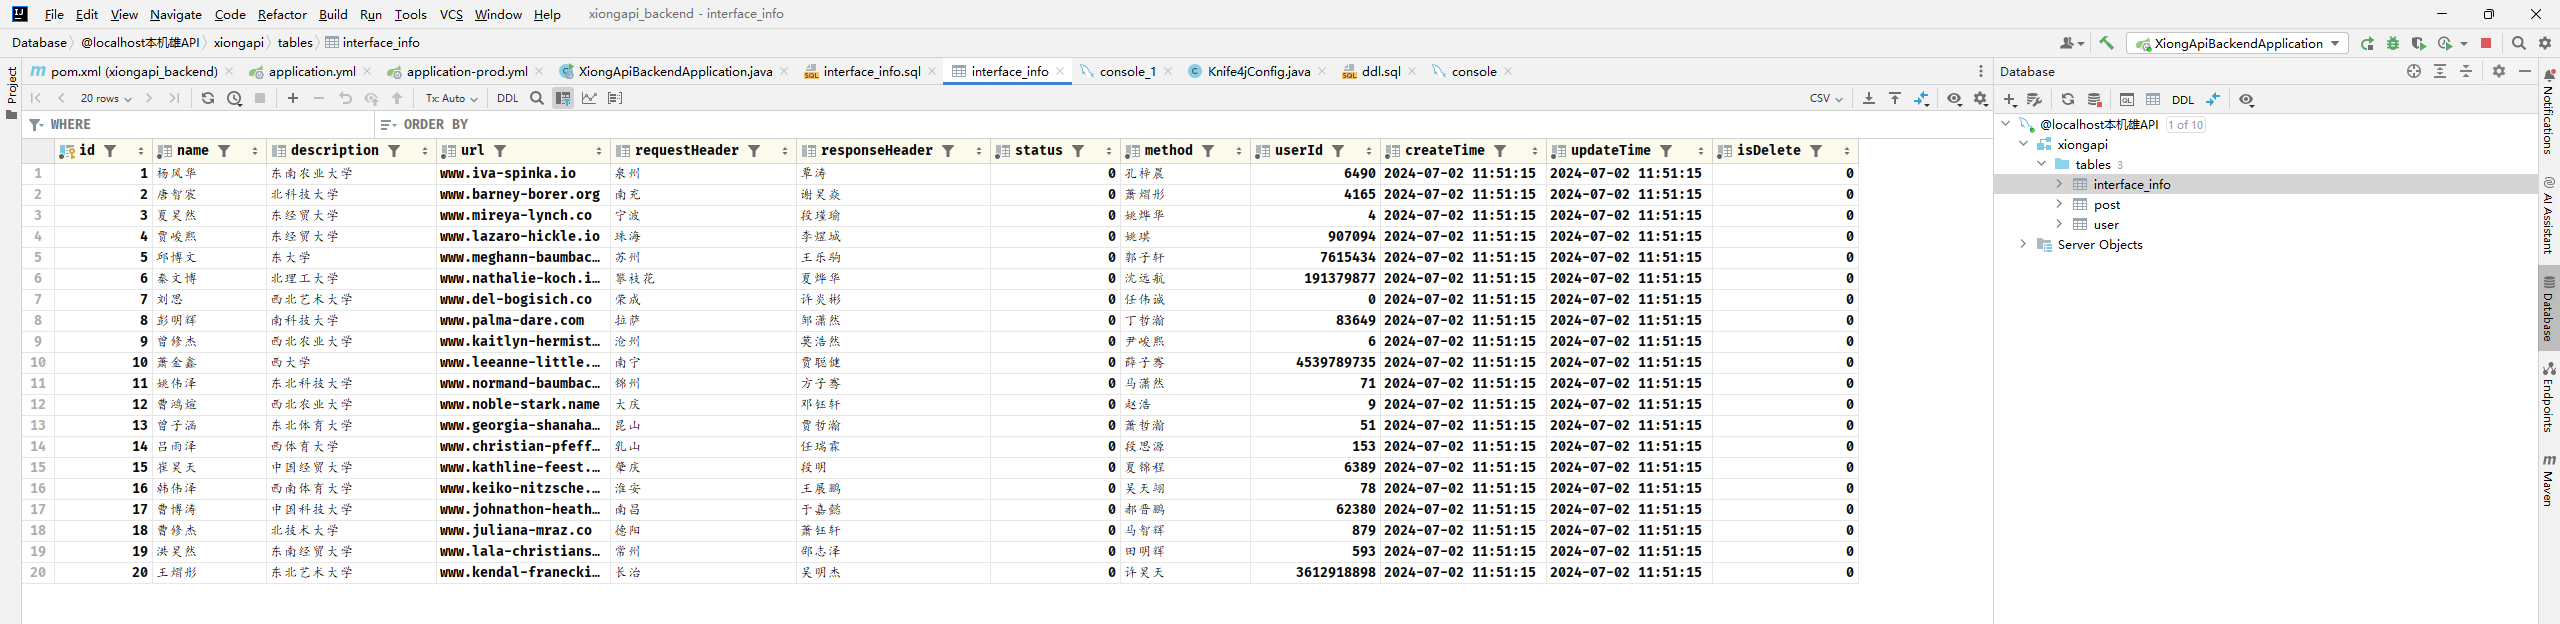 File Edit View Navigate Code Refactor Build Run Tools VCS Window Help xiongapi_backend - interface_info
Database @localhost本机雄API xiongapi tables interface_info XiongApiBackendApplication
Project
pom.xml (xiongapi_backend) application.yml application-prod.yml XiongApiBackendApplication.java interface_info.sql interface_info console_1 Knife4jConfig.java ddl.sql console
20 rows Tx: Auto DDL CSV
WHERE ORDER BY
id name description url requestHeader responseHeader status method userId createTime updateTime isDelete
1 1 杨风华 东南农业大学 www.iva-spinka.io 泉州 覃涛 0 孔梓晨 6490 2024-07-02 11:51:15 2024-07-02 11:51:15 0
2 2 唐智宸 北科技大学 www.barney-borer.org 南充 谢昊焱 0 萧熠彤 4165 2024-07-02 11:51:15 2024-07-02 11:51:15 0
3 3 夏昊然 东经贸大学 www.mireya-lynch.co 宁波 段瑾瑜 0 姚烨华 4 2024-07-02 11:51:15 2024-07-02 11:51:15 0
4 4 贾峻熙 东经贸大学 www.lazaro-hickle.io 珠海 李煜城 0 姚琪 907094 2024-07-02 11:51:15 2024-07-02 11:51:15 0
5 5 邱博文 东大学 www.meghann-baumbac… 苏州 王乐驹 0 郭子轩 7615434 2024-07-02 11:51:15 2024-07-02 11:51:15 0
6 6 秦文博 北理工大学 www.nathalie-koch.i… 攀枝花 夏烨华 0 沈远航 191379877 2024-07-02 11:51:15 2024-07-02 11:51:15 0
7 7 刘思 西北艺术大学 www.del-bogisich.co 荣成 许炎彬 0 任伟诚 0 2024-07-02 11:51:15 2024-07-02 11:51:15 0
8 8 彭明辉 南科技大学 www.palma-dare.com 拉萨 邹潇然 0 丁哲瀚 83649 2024-07-02 11:51:15 2024-07-02 11:51:15 0
9 9 曾修杰 西北农业大学 www.kaitlyn-hermist… 沧州 莫浩然 0 尹峻熙 6 2024-07-02 11:51:15 2024-07-02 11:51:15 0
10 10 萧金鑫 西大学 www.leeanne-little.… 南宁 贾聪健 0 薛子骞 4539789735 2024-07-02 11:51:15 2024-07-02 11:51:15 0
11 11 姚伟泽 东北科技大学 www.normand-baumbac… 锦州 方子骞 0 马潇然 71 2024-07-02 11:51:15 2024-07-02 11:51:15 0
12 12 曹鸿煊 西北农业大学 www.noble-stark.name 大庆 邓钰轩 0 赵浩 9 2024-07-02 11:51:15 2024-07-02 11:51:15 0
13 13 曾子涵 东北体育大学 www.georgia-shanaha… 昆山 贾哲瀚 0 萧哲瀚 51 2024-07-02 11:51:15 2024-07-02 11:51:15 0
14 14 吕雨泽 西体育大学 www.christian-pfeff… 乳山 任瑞霖 0 段思源 153 2024-07-02 11:51:15 2024-07-02 11:51:15 0
15 15 崔昊天 中国经贸大学 www.kathline-feest.… 肇庆 段明 0 夏锦程 6389 2024-07-02 11:51:15 2024-07-02 11:51:15 0
16 16 韩伟泽 西南体育大学 www.keiko-nitzsche.… 淮安 王展鹏 0 吴天翊 78 2024-07-02 11:51:15 2024-07-02 11:51:15 0
17 17 曹博涛 中国科技大学 www.johnathon-heath… 南昌 于嘉懿 0 郝晋鹏 62380 2024-07-02 11:51:15 2024-07-02 11:51:15 0
18 18 曹修杰 北技术大学 www.juliana-mraz.co 德阳 萧钰轩 0 马智辉 879 2024-07-02 11:51:15 2024-07-02 11:51:15 0
19 19 洪昊然 东南经贸大学 www.lala-christians… 常州 邵志泽 0 田明辉 593 2024-07-02 11:51:15 2024-07-02 11:51:15 0
20 20 王熠彤 东北艺术大学 www.kendal-franecki… 长治 吴明杰 0 许昊天 3612918898 2024-07-02 11:51:15 2024-07-02 11:51:15 0
Database
DDL
@localhost本机雄API 1 of 10
xiongapi
tables 3
interface_info
post
user
Server Objects
Notifications
AI Assistant
Database
Endpoints
Maven